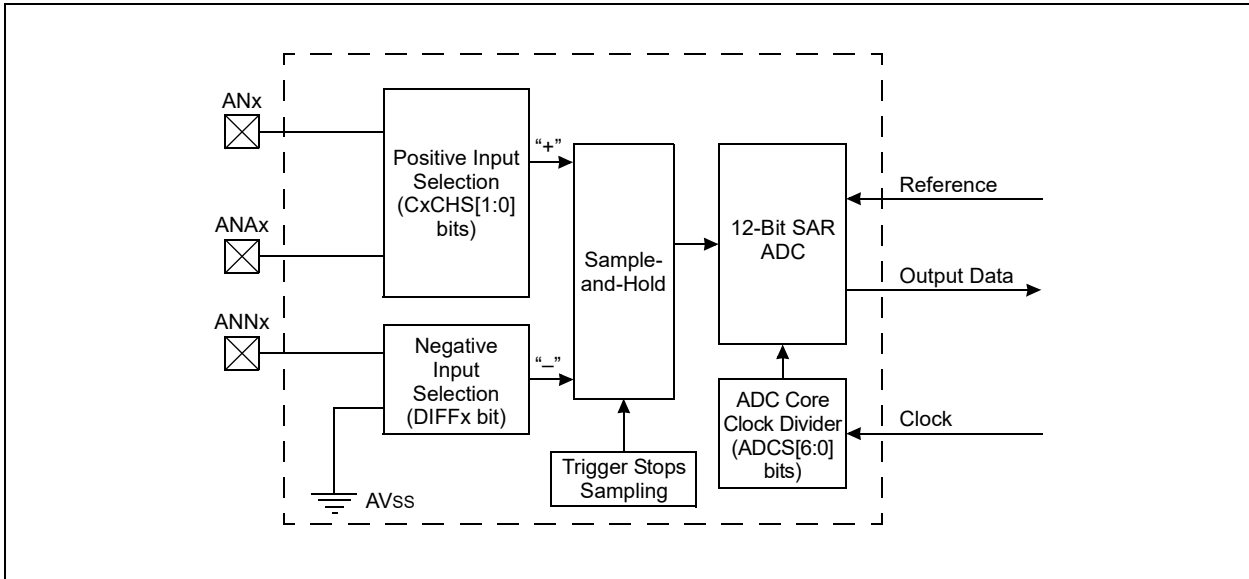 ANx
ANAx
ANNx
Positive Input
Selection
(CxCHS[1:0]
bits)
Negative
Input
Selection
(DIFFx bit)
AVSS
“+”
“–”
Sample-
and-Hold
Trigger Stops
Sampling
12-Bit SAR
ADC
ADC Core
Clock Divider
(ADCS[6:0]
bits)
Reference
Output Data
Clock